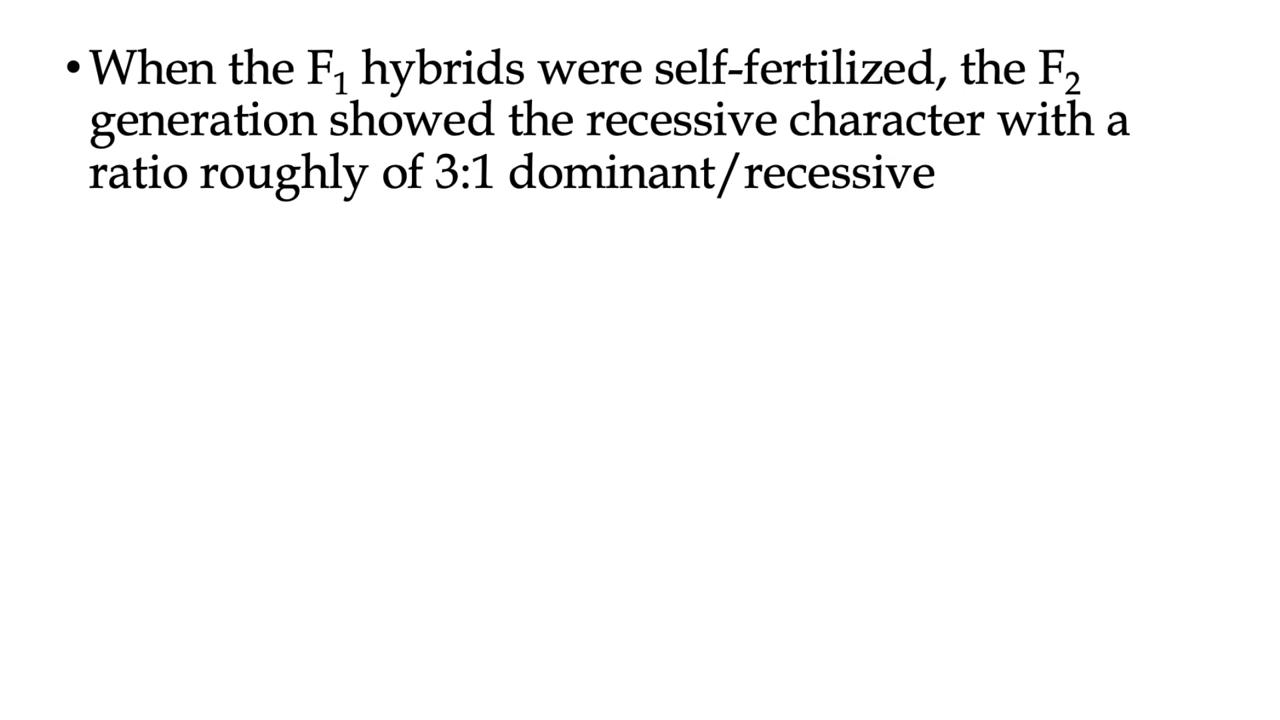 • When the F₁ hybrids were self-fertilized, the F₂
generation showed the recessive character with a
ratio roughly of 3:1 dominant/recessive